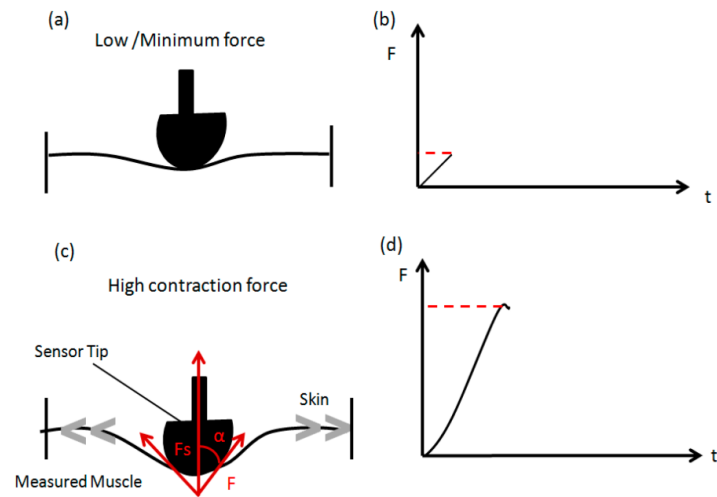 (a)
Low /Minimum force
(b)
F
t
(c)
High contraction force
Sensor Tip
Skin
Fs
α
F
Measured Muscle
(d)
F
t